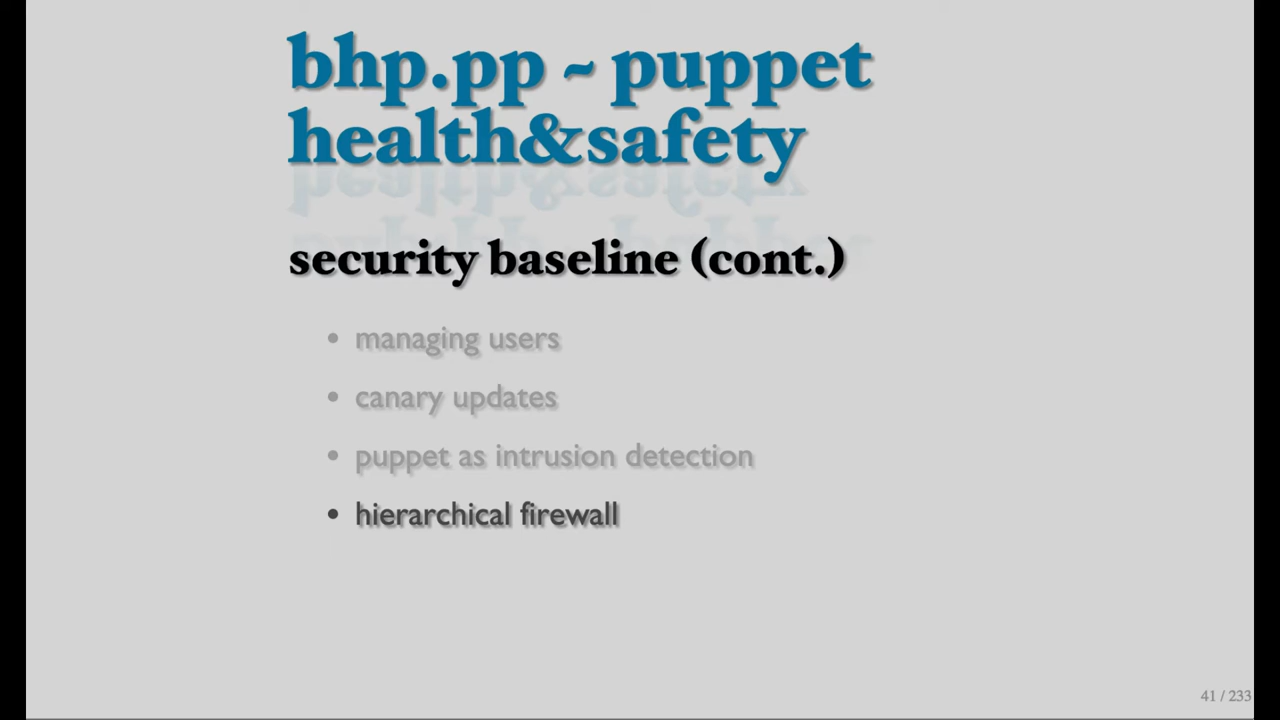 bhp.pp ~ puppet
health&safety
security baseline (cont.)
• managing users
• canary updates
• puppet as intrusion detection
• hierarchical firewall
41 / 233